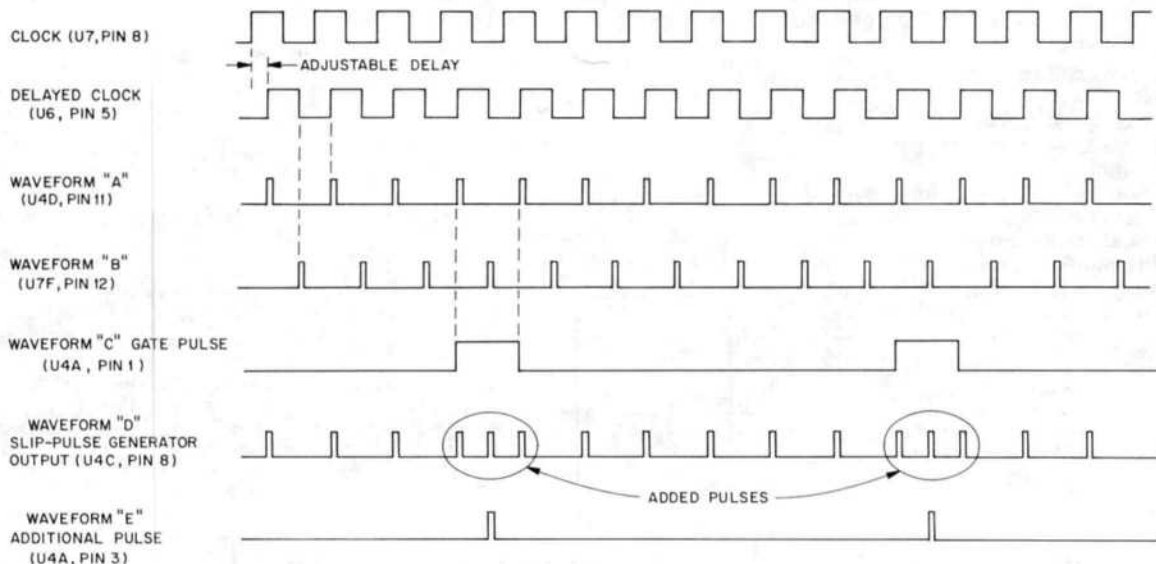 CLOCK (U7, PIN 8)
ADJUSTABLE DELAY
DELAYED CLOCK
(U6, PIN 5)
WAVEFORM "A"
(U4D, PIN 11)
WAVEFORM "B"
(U7F, PIN 12)
WAVEFORM "C" GATE PULSE
(U4A, PIN 1)
WAVEFORM "D"
SLIP-PULSE GENERATOR
OUTPUT (U4C, PIN 8)
ADDED PULSES
WAVEFORM "E"
ADDITIONAL PULSE
(U4A, PIN 3)